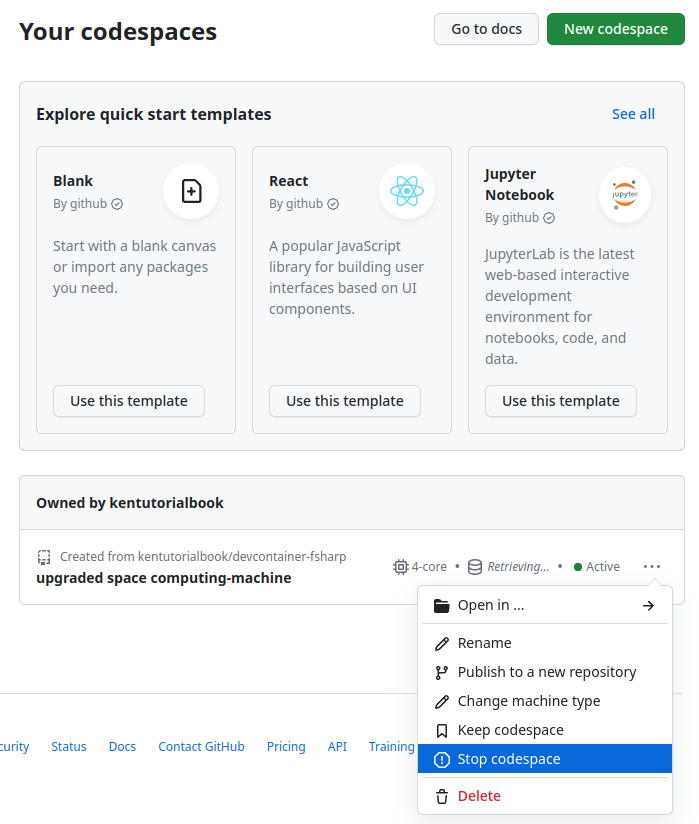 Your codespaces
Go to docs
New codespace
Explore quick start templates
See all
Blank
By github
Start with a blank canvas
or import any packages
you need.
Use this template
React
By github
A popular JavaScript
library for building user
interfaces based on UI
components.
Use this template
Jupyter
Notebook
By github
jupyter
JupyterLab is the latest
web-based interactive
development
environment for
notebooks, code, and
data.
Use this template
Owned by kentutorialbook
Created from kentutorialbook/devcontainer-fsharp
upgraded space computing-machine
4-core • Retrieving... • Active
Open in ...
Rename
Publish to a new repository
Change machine type
Keep codespace
Stop codespace
Delete
curity Status Docs Contact GitHub Pricing API Training